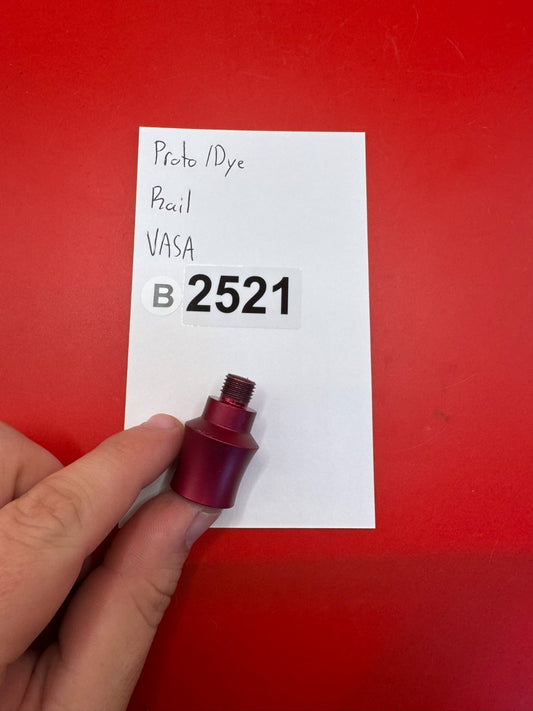 Proto/Dye
Rail
VASA
B 2521